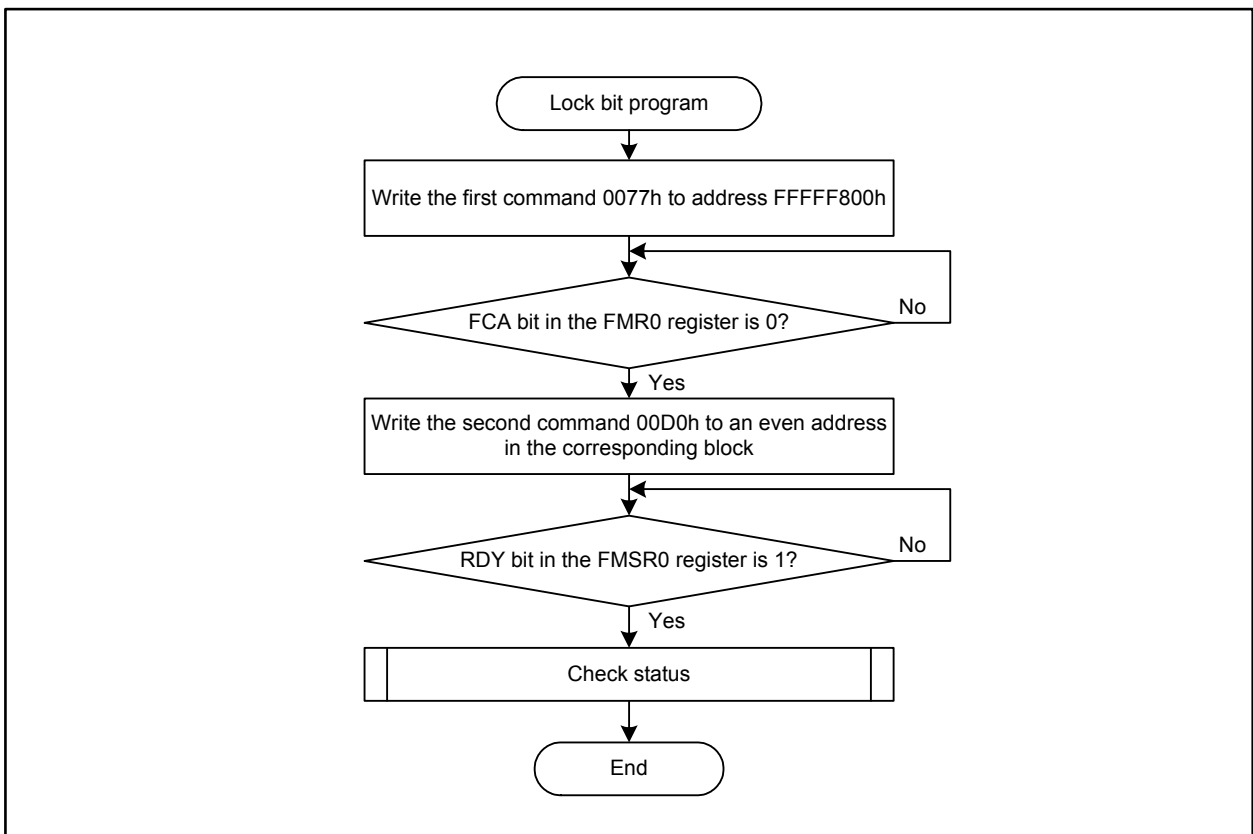 Lock bit program
Write the first command 0077h to address FFFFF800h
No
FCA bit in the FMR0 register is 0?
Yes
Write the second command 00D0h to an even address
in the corresponding block
No
RDY bit in the FMSR0 register is 1?
Yes
Check status
End